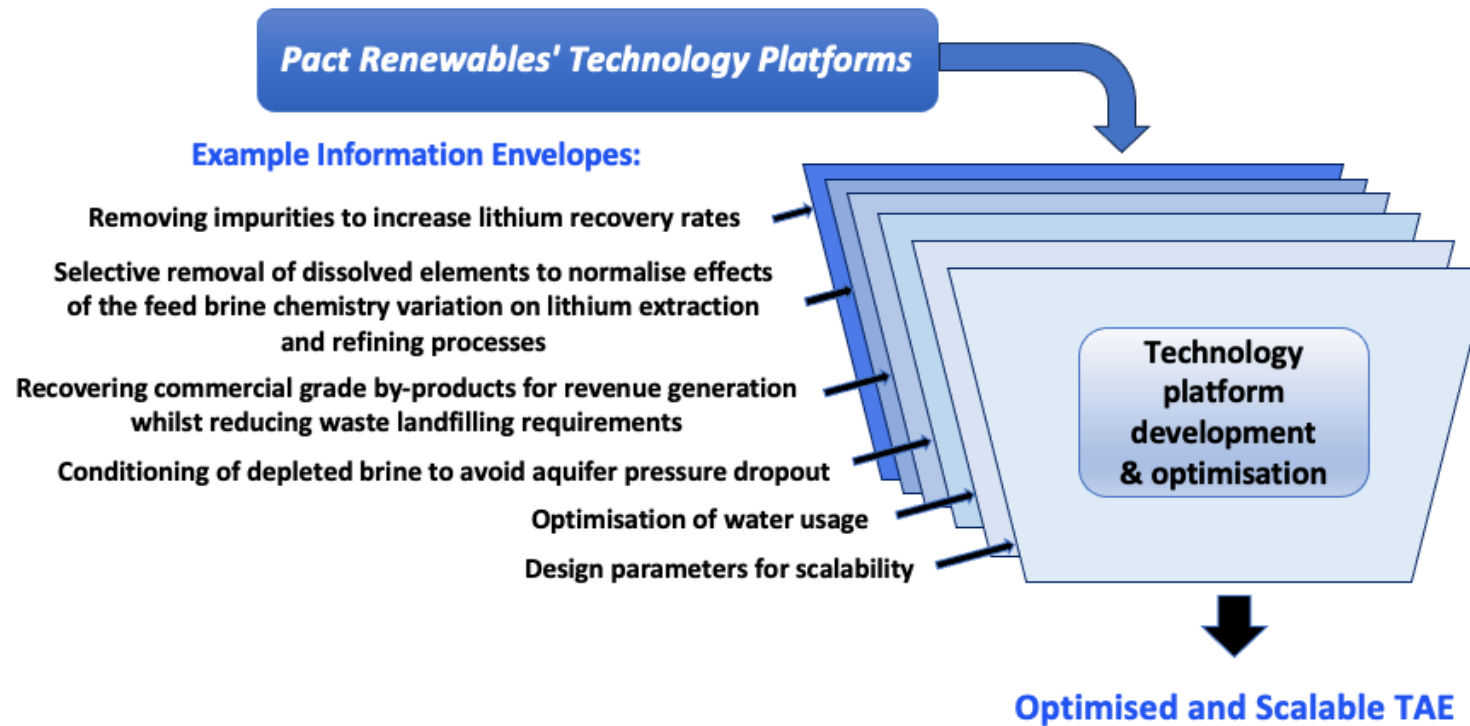 Pact Renewables' Technology Platforms
Example Information Envelopes:
Removing impurities to increase lithium recovery rates
Selective removal of dissolved elements to normalise effects
of the feed brine chemistry variation on lithium extraction
and refining processes
Recovering commercial grade by-products for revenue generation
whilst reducing waste landfilling requirements
Conditioning of depleted brine to avoid aquifer pressure dropout
Optimisation of water usage
Design parameters for scalability
Technology
platform
development
& optimisation
Optimised and Scalable TAE